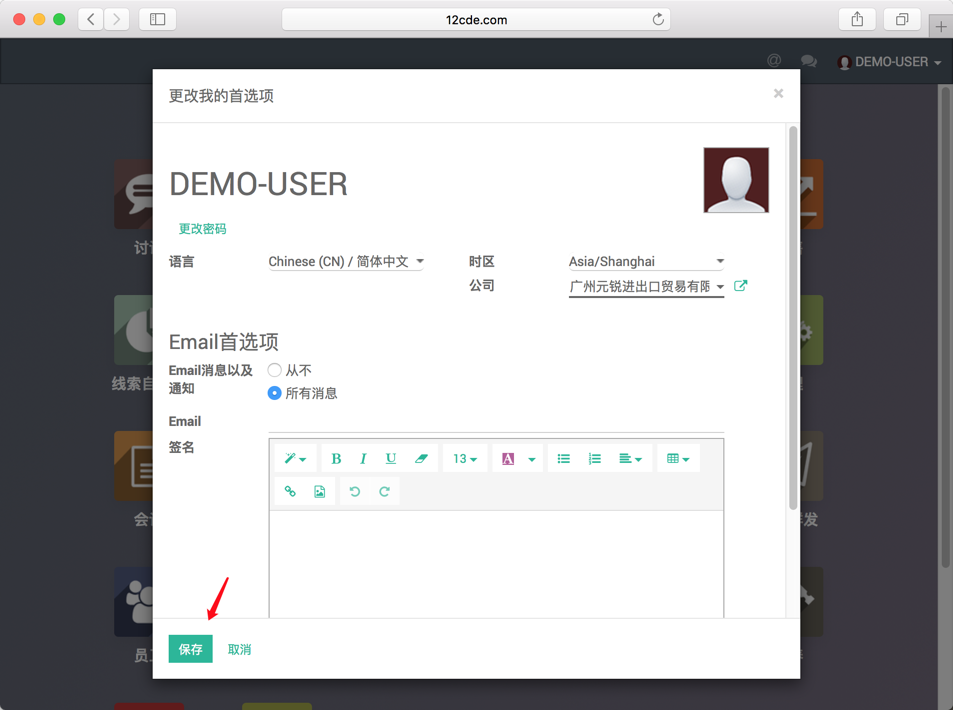 12cde.com
DEMO-USER
更改我的首选项
DEMO-USER
更改密码
语言 Chinese (CN) / 简体中文 时区 Asia/Shanghai
公司 广州元锐进出口贸易有限
Email首选项
Email消息以及通知 从不
所有消息
Email
签名
B I U 13 A
保存 取消
讨
线索自
会
员
群发